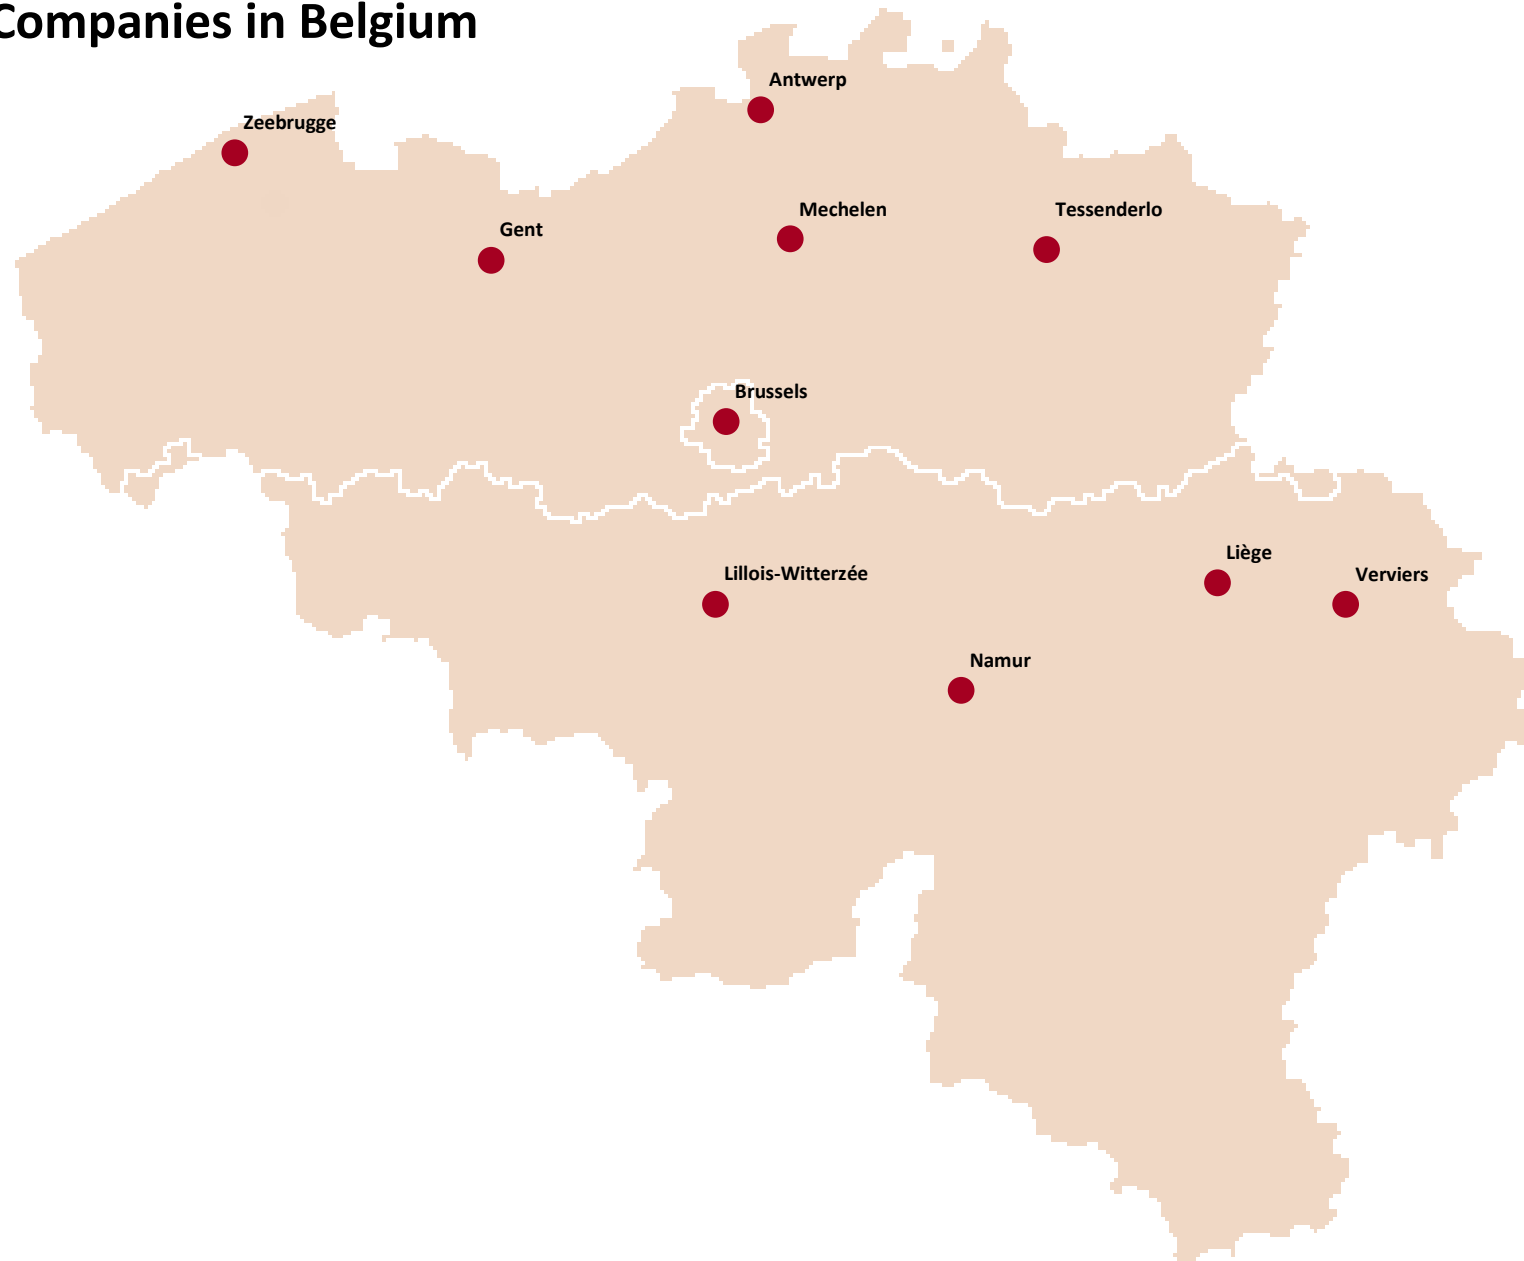 Companies in Belgium
Antwerp
Zeebrugge
Mechelen
Tessenderlo
Gent
Brussels
Liège
Lillois-Witterzée
Verviers
Namur